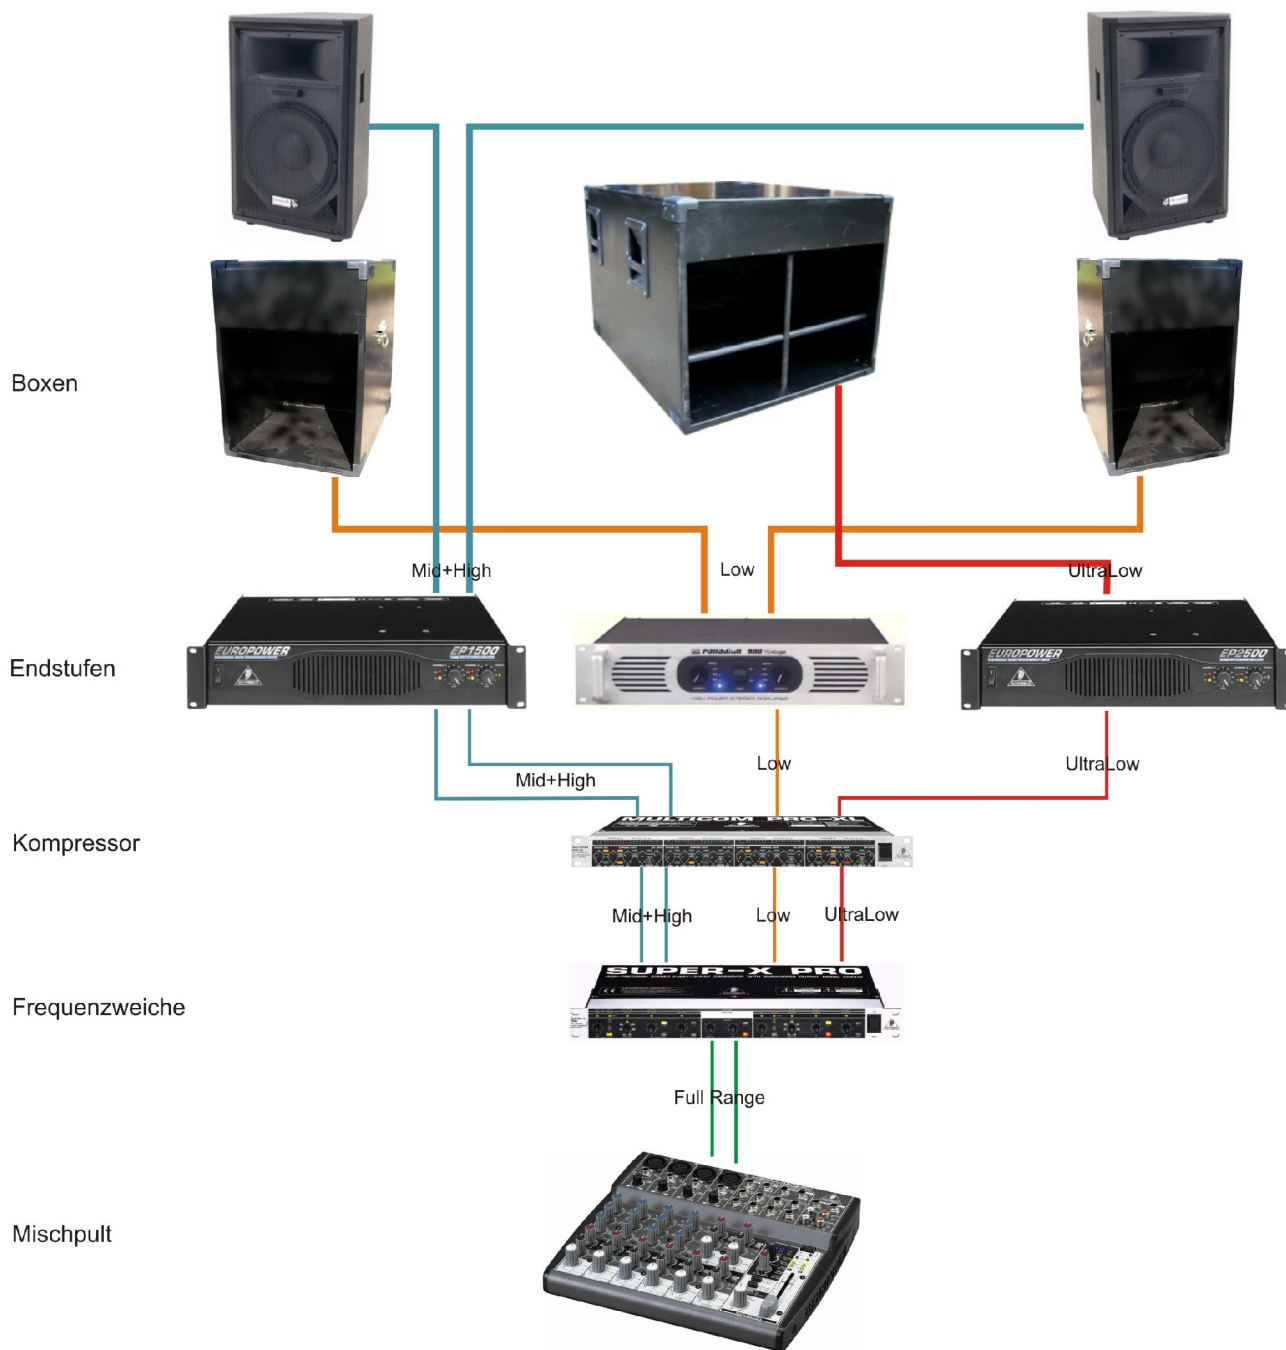 Boxen
Mid+High
Low
UltraLow
Endstufen
EUROPOWER
EP1500
EUROPOWER
EP2500
Mid+High
Low
UltraLow
Kompressor
MULTICOM PRO-XL
Mid+High
Low
UltraLow
Frequenzweiche
SUPER-X PRO
Full Range
Mischpult